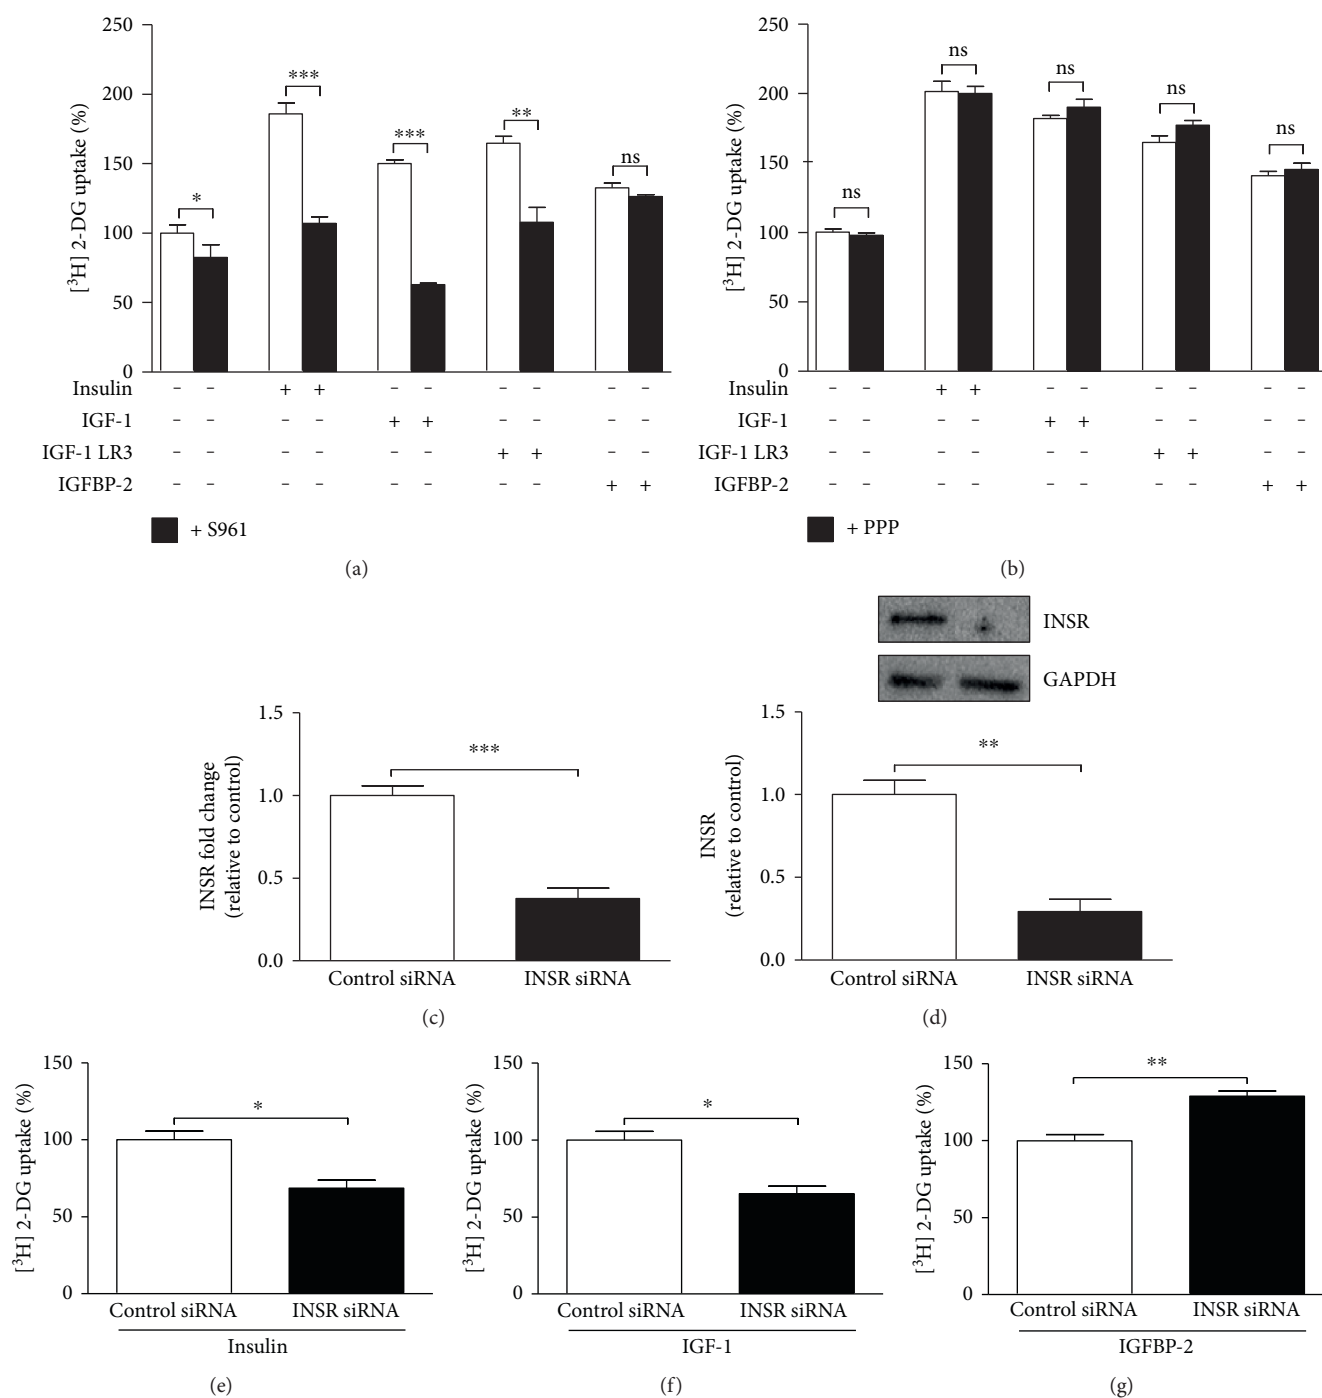 250
200
150
100
50
0
[³H] 2-DG uptake (%)
*
***
***
**
ns
Insulin – – + + – – – – – –
IGF-1 – – – – + + – – – –
IGF-1 LR3 – – – – – – + + – –
IGFBP-2 – – – – – – – – + +
+ S961
(a)
250
200
150
100
50
0
[³H] 2-DG uptake (%)
ns
ns
ns
ns
ns
Insulin – – + + – – – – – –
IGF-1 – – – – + + – – – –
IGF-1 LR3 – – – – – – + + – –
IGFBP-2 – – – – – – – – + +
+ PPP
(b)
1.5
1.0
0.5
0.0
INSR fold change
(relative to control)
***
Control siRNA INSR siRNA
(c)
INSR
GAPDH
1.5
1.0
0.5
0.0
INSR
(relative to control)
**
Control siRNA INSR siRNA
(d)
150
100
50
0
[³H] 2-DG uptake (%)
*
Control siRNA INSR siRNA
Insulin
(e)
150
100
50
0
[³H] 2-DG uptake (%)
*
Control siRNA INSR siRNA
IGF-1
(f)
150
100
50
0
[³H] 2-DG uptake (%)
**
Control siRNA INSR siRNA
IGFBP-2
(g)